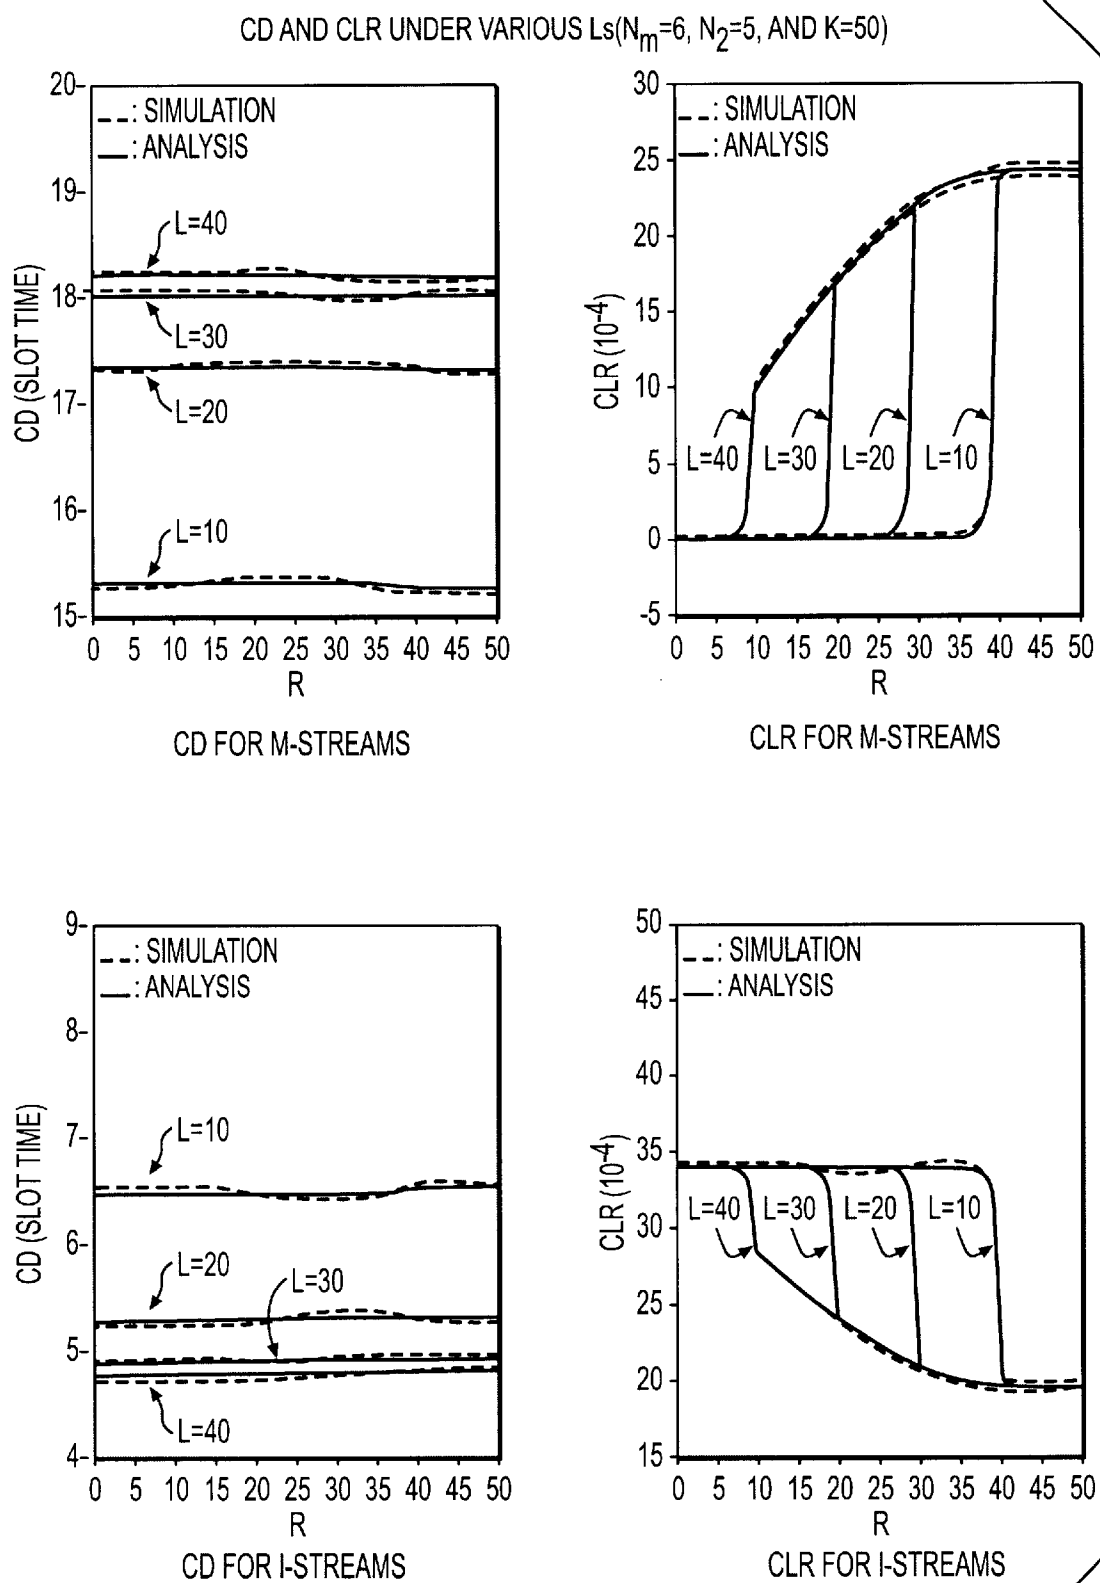 CD AND CLR UNDER VARIOUS Ls(Nm=6, N2=5, AND K=50)
20
19
18
17
16
15
CD (SLOT TIME)
: SIMULATION
: ANALYSIS
L=40
L=30
L=20
L=10
0 5 10 15 20 25 30 35 40 45 50
R
CD FOR M-STREAMS
30
25
20
15
10
5
0
-5
CLR (10-4)
: SIMULATION
: ANALYSIS
L=40 L=30 L=20 L=10
0 5 10 15 20 25 30 35 40 45 50
R
CLR FOR M-STREAMS
9
8
7
6
5
4
CD (SLOT TIME)
: SIMULATION
: ANALYSIS
L=10
L=20
L=30
L=40
0 5 10 15 20 25 30 35 40 45 50
R
CD FOR I-STREAMS
50
45
40
35
30
25
20
15
CLR (10-4)
: SIMULATION
: ANALYSIS
L=40 L=30 L=20 L=10
0 5 10 15 20 25 30 35 40 45 50
R
CLR FOR I-STREAMS